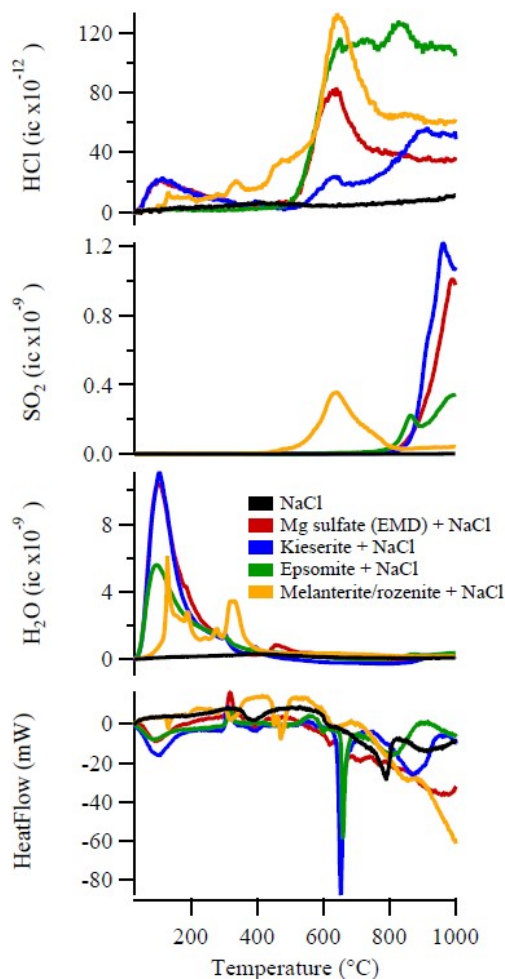 HCl (ic x10⁻¹²)
120
80
40
0
SO₂ (ic x10⁻⁹)
1.2
0.8
0.4
0.0
H₂O (ic x10⁻⁹)
8
4
0
NaCl
Mg sulfate (EMD) + NaCl
Kieserite + NaCl
Epsomite + NaCl
Melanterite/rozenite + NaCl
HeatFlow (mW)
0
-20
-40
-60
-80
200 400 600 800 1000
Temperature (°C)